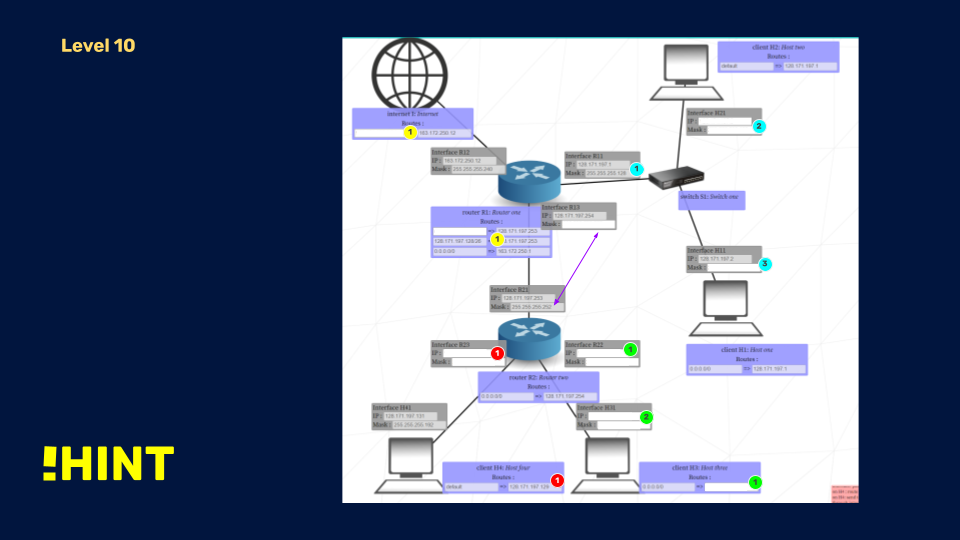 Level 10
client H2: Host two
Routes :
default => 128.171.197.1
internet I: Internet
Routes :
1 163.172.250.12
Interface H21
IP :
Mask : 2
Interface R12
IP : 163.172.250.12
Mask : 255.255.255.240
Interface R11
IP : 128.171.197.1
Mask : 255.255.255.128 1
switch S1: Switch one
router R1: Router one
Routes :
=> 128.171.197.253
128.171.197.128/26 1 128.171.197.253
0.0.0.0/0 => 163.172.250.1
Interface R13
IP : 128.171.197.254
Mask :
Interface H11
IP : 128.171.197.2
Mask : 3
Interface R21
IP : 128.171.197.253
Mask : 255.255.255.252
Interface R23
IP : 1
Mask :
Interface R22
IP : 1
Mask :
client H1: Host one
Routes :
0.0.0.0/0 => 128.171.197.1
router R2: Router two
Routes :
0.0.0.0/0 => 128.171.197.254
Interface H41
IP : 128.171.197.131
Mask : 255.255.255.192
Interface H31
IP :
Mask : 2
!HINT
client H4: Host four
Routes :
default => 128.171.197.129 1
client H3: Host three
Routes :
0.0.0.0/0 => 1